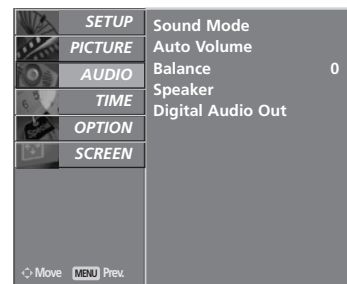 SETUP
PICTURE
AUDIO
TIME
OPTION
SCREEN
Move MENU Prev.
Sound Mode
Auto Volume
Balance 0
Speaker
Digital Audio Out